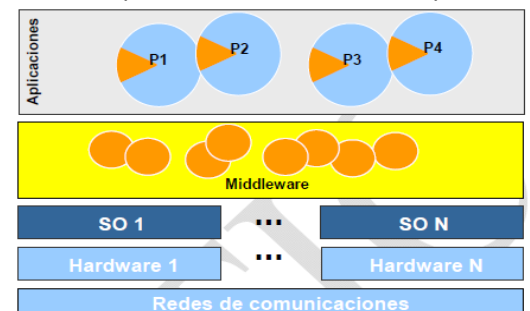 Aplicaciones
P1
P2
P3
P4
Middleware
SO 1
...
SO N
Hardware 1
...
Hardware N
Redes de comunicaciones